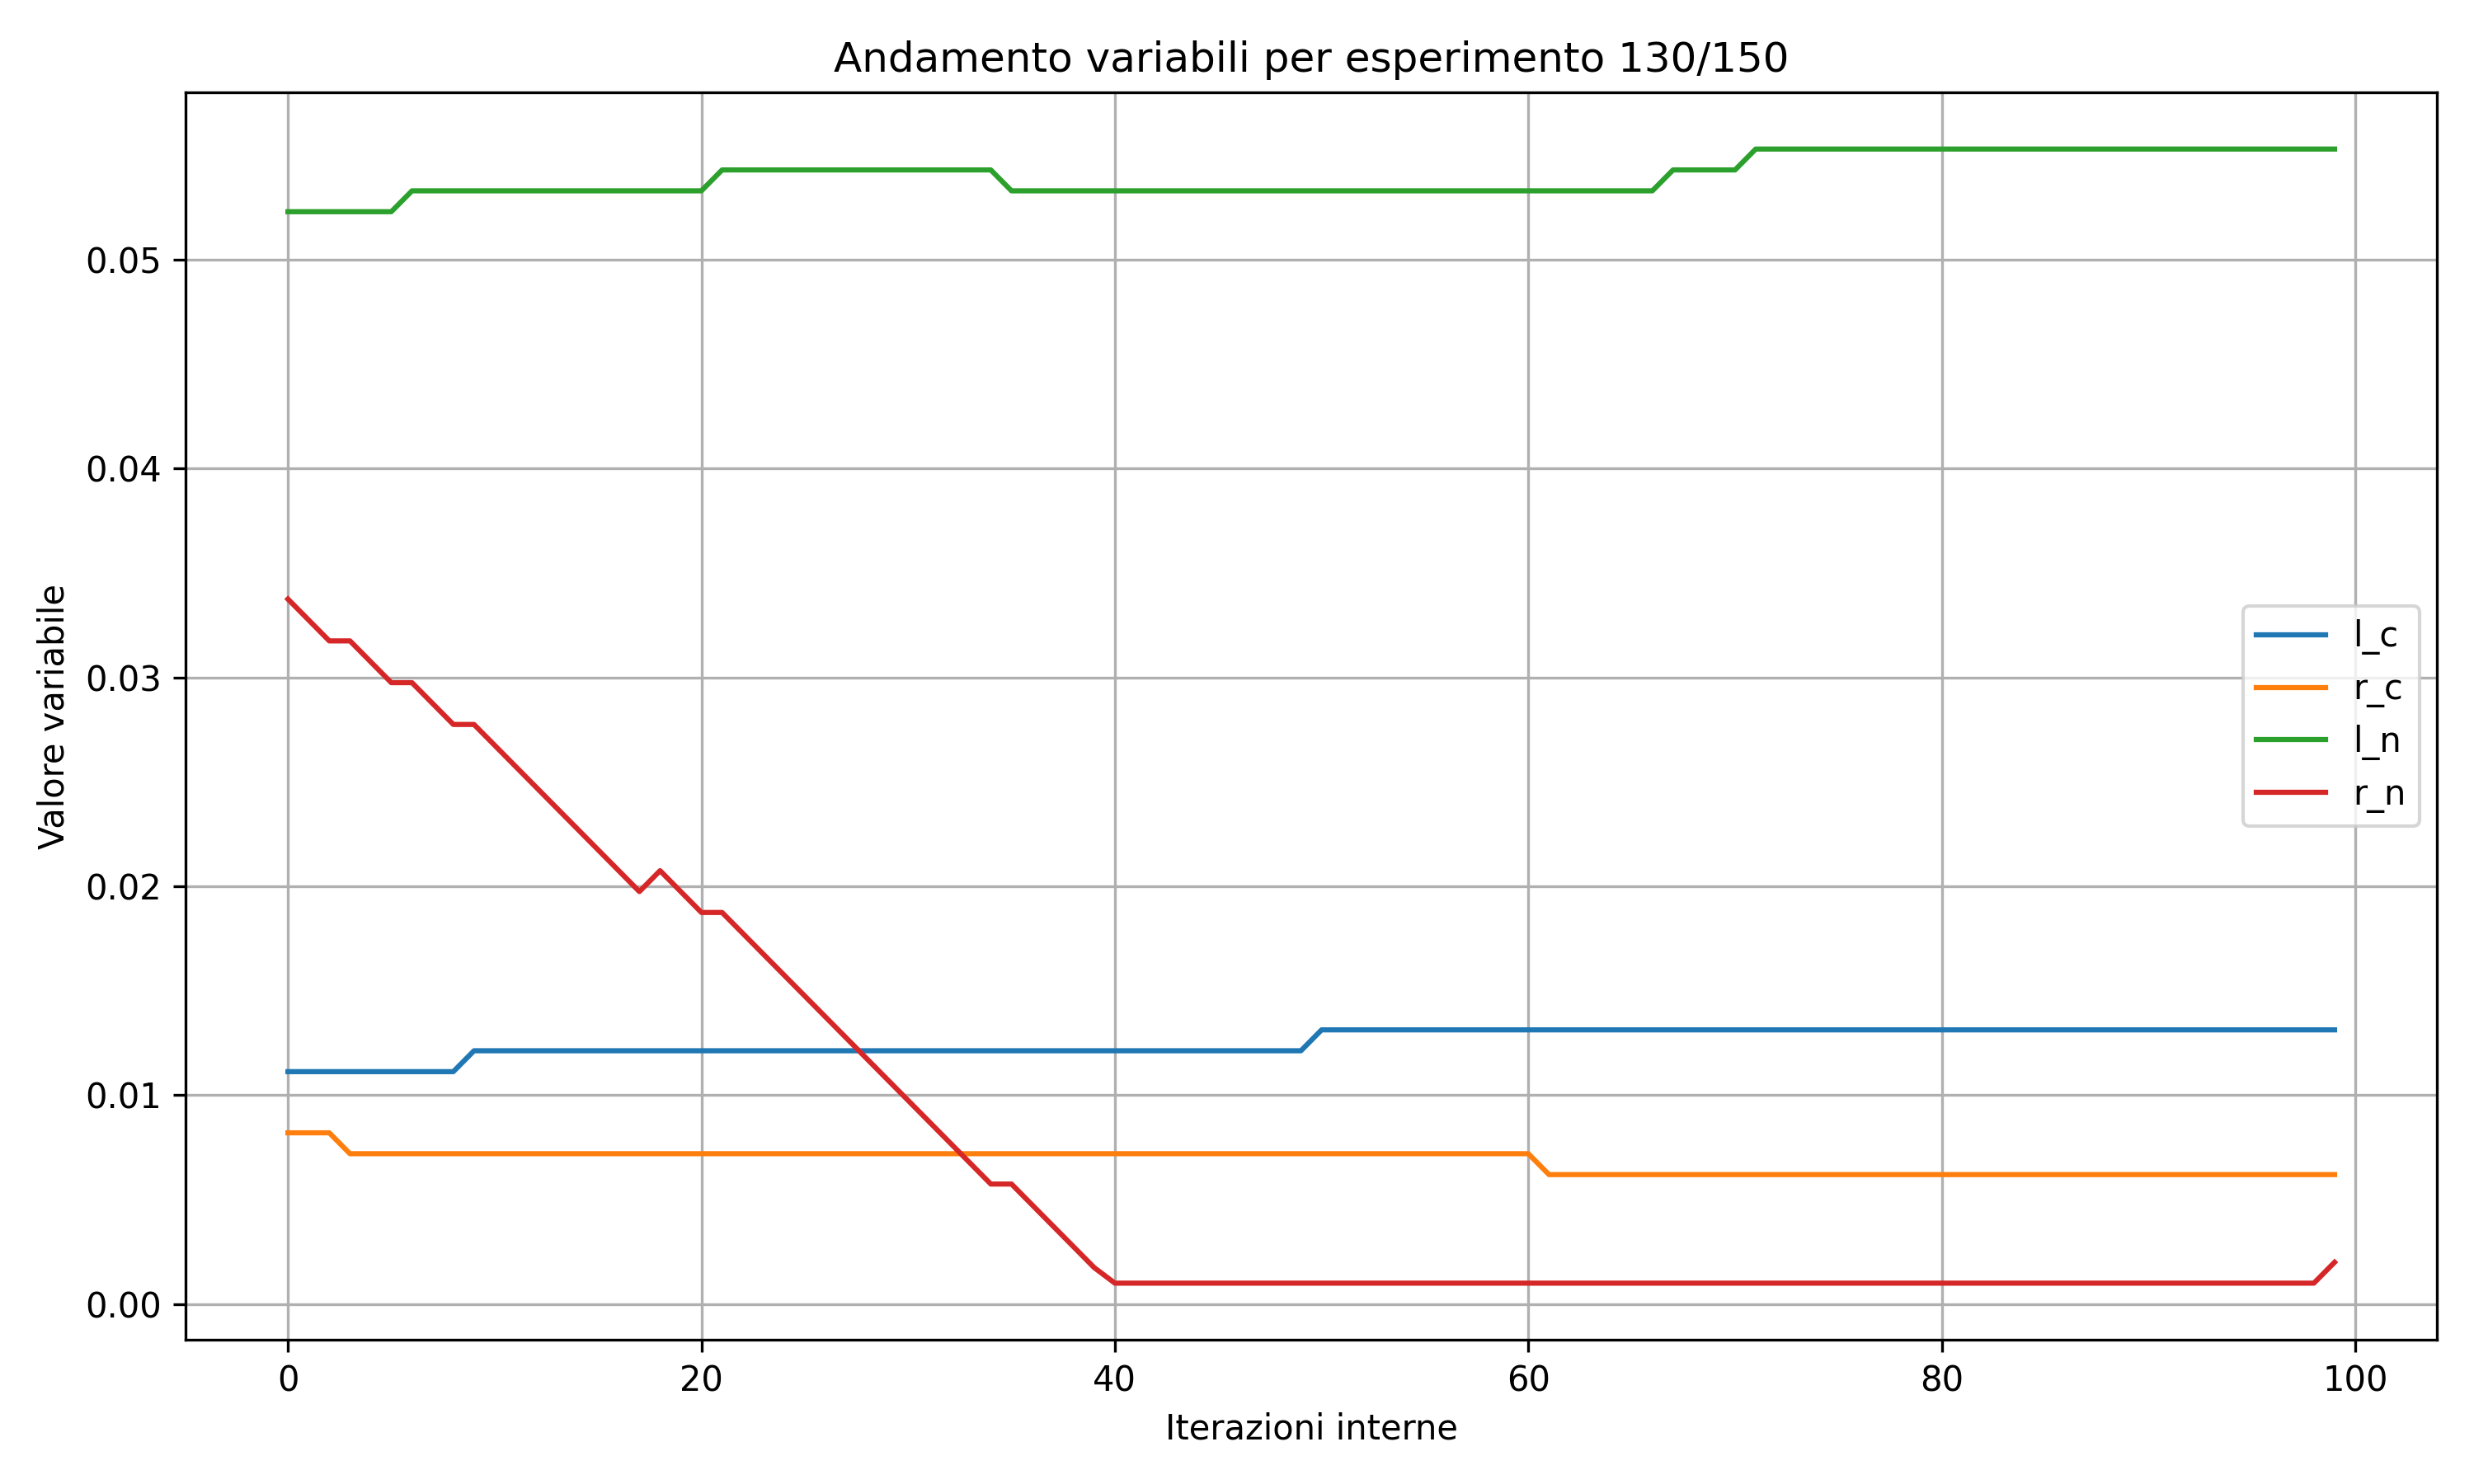 Andamento variabili per esperimento 130/150
Valore variabile
0.05
0.04
0.03
0.02
0.01
0.00
l_c
r_c
l_n
r_n
0 20 40 60 80 100
Iterazioni interne